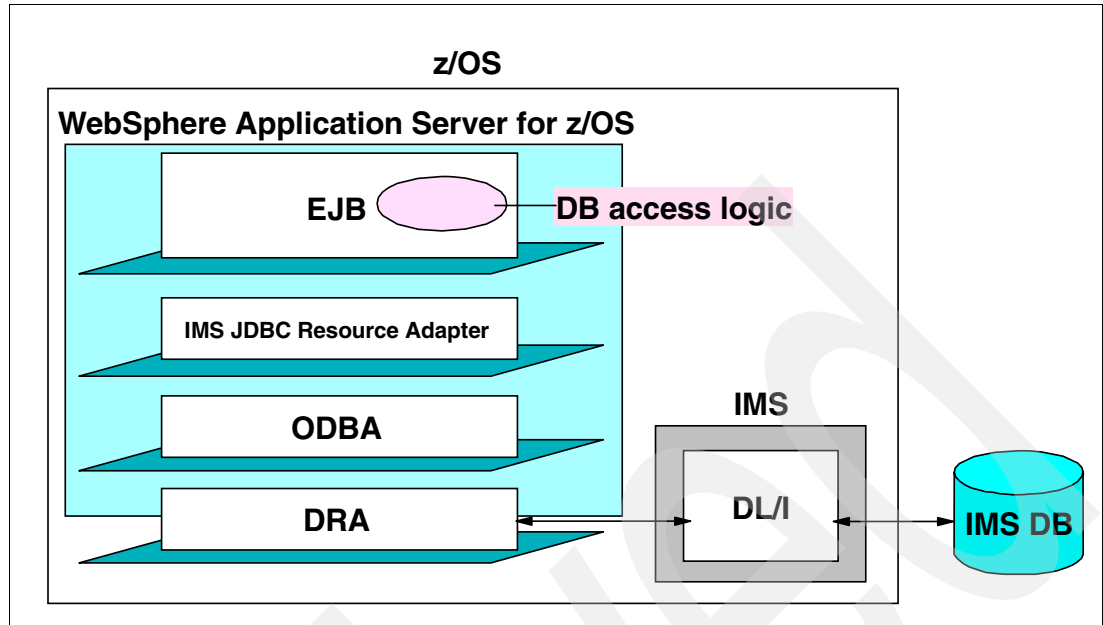 z/OS
WebSphere Application Server for z/OS
EJB
DB access logic
IMS JDBC Resource Adapter
ODBA
IMS
DRA
DL/I
IMS DB